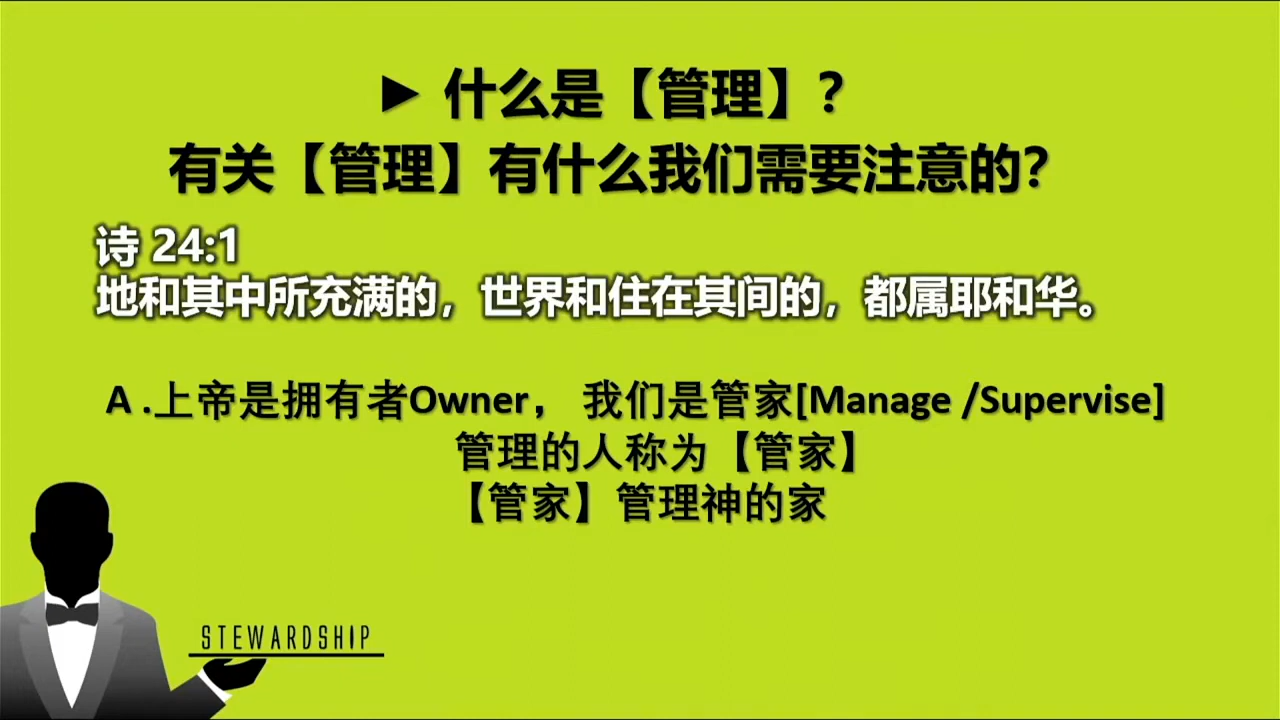 ► 什么是【管理】?
有关【管理】有什么我们需要注意的?
诗 24:1
地和其中所充满的，世界和住在其间的，都属耶和华。
A .上帝是拥有者Owner， 我们是管家[Manage /Supervise]
管理的人称为【管家】
【管家】管理神的家
STEWARDSHIP